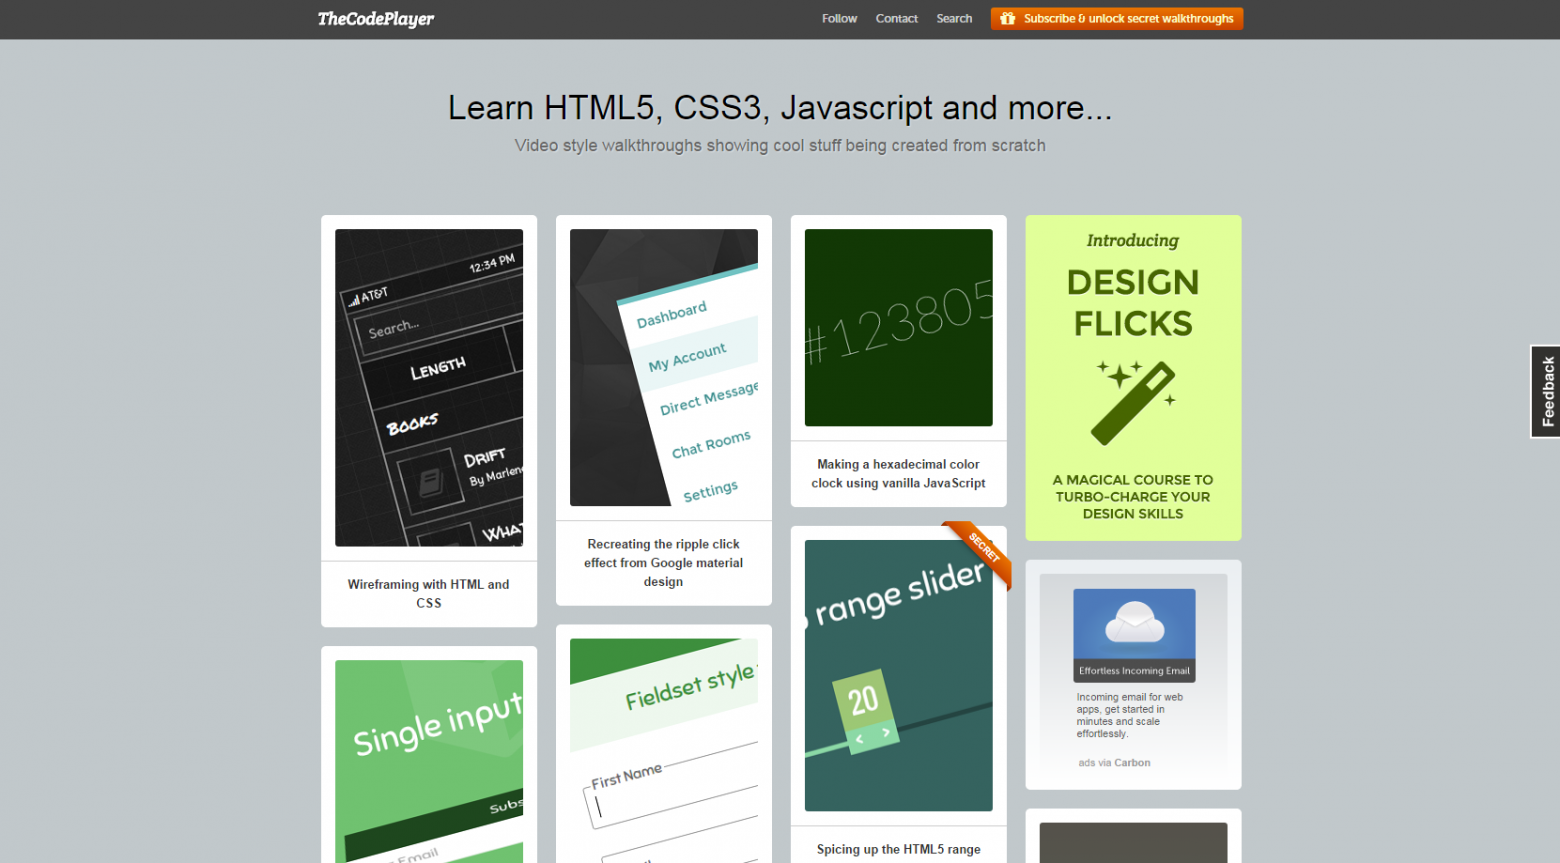 TheCodePlayer
Follow
Contact
Search
Subscribe & unlock secret walkthroughs
Learn HTML5, CSS3, Javascript and more...
Video style walkthroughs showing cool stuff being created from scratch
AT&T
12:34 PM
Search...
LENGTH
BOOKS
DRIFT
By Marlene
WHAT
Wireframing with HTML and
CSS
Single input
Subs
Email
Dashboard
My Account
Direct Message
Chat Rooms
Settings
Recreating the ripple click
effect from Google material
design
Fieldset style
First Name
#123805
Making a hexadecimal color
clock using vanilla JavaScript
SECRET
range slider
20
< >
Spicing up the HTML5 range
Introducing
DESIGN
FLICKS
A MAGICAL COURSE TO
TURBO-CHARGE YOUR
DESIGN SKILLS
Effortless Incoming Email
Incoming email for web
apps, get started in
minutes and scale
effortlessly.
ads via Carbon
Feedback